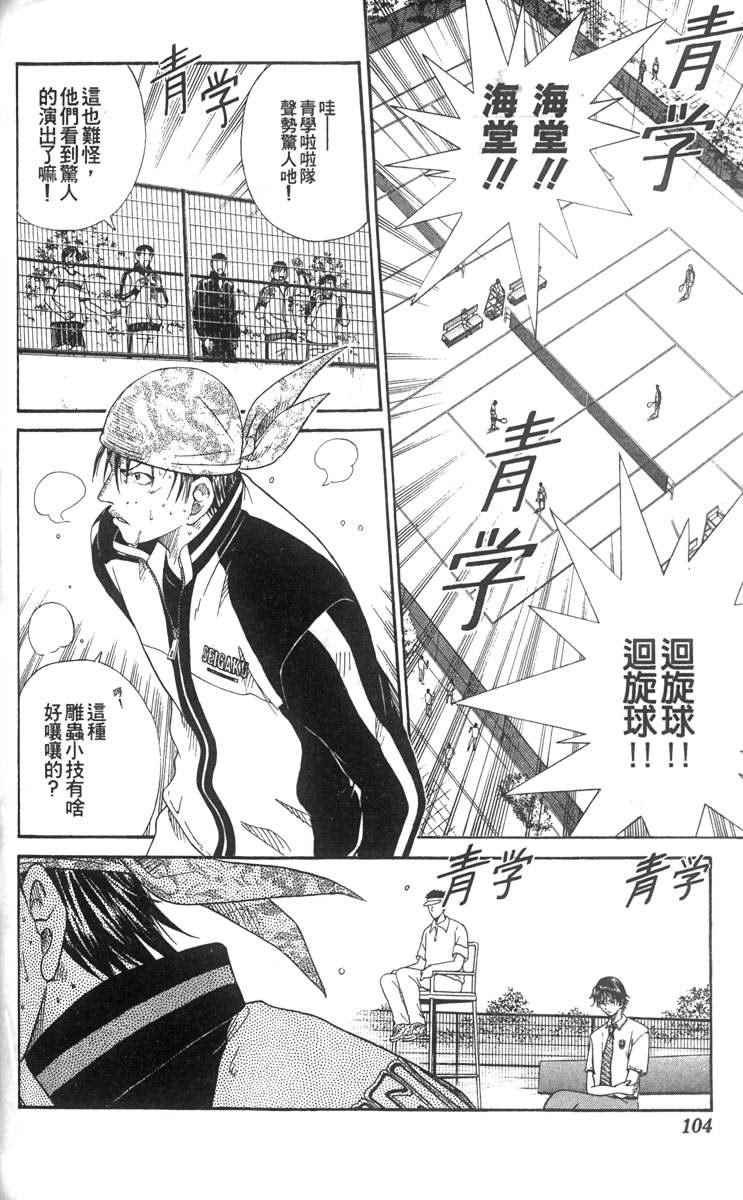 青学
海堂!!
海堂!!
青学
迴旋球!!
迴旋球!!
青学
哇——
青學啦啦隊
聲勢驚人吔!
這也難怪，
他們看到驚人
的演出了嘛!
哼!
這種
雕蟲小技有啥
好嚷嚷的?
SEIGAKU
青学
青学
104